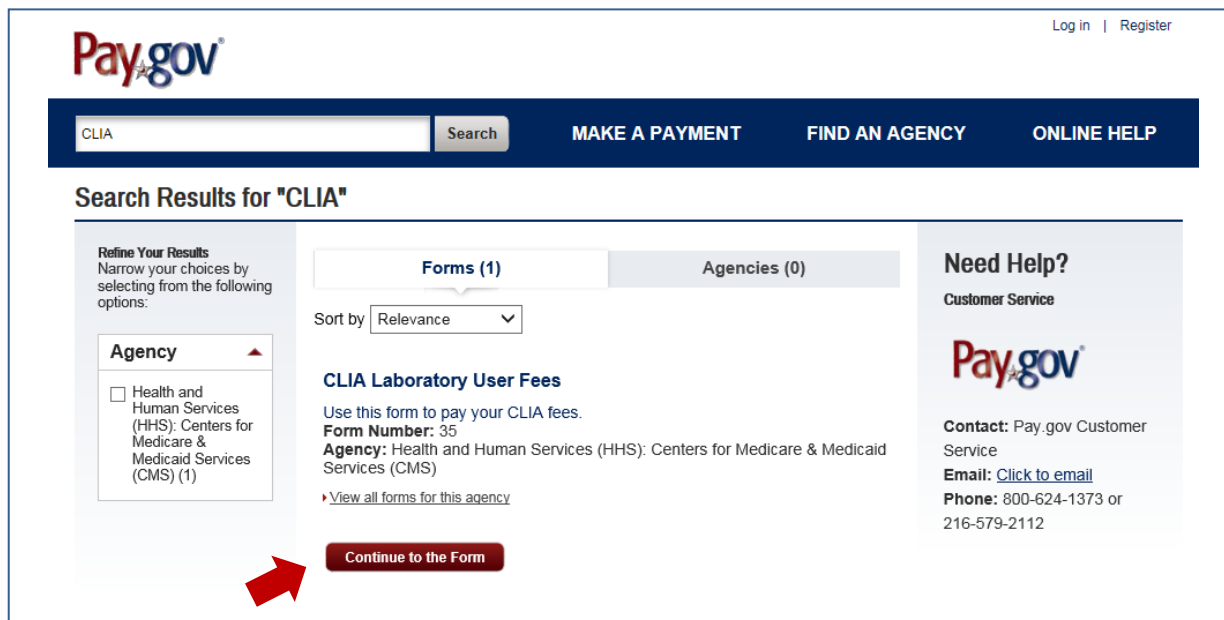 Log in | Register
Pay.gov
CLIA
Search
MAKE A PAYMENT
FIND AN AGENCY
ONLINE HELP
Search Results for "CLIA"
Refine Your Results
Narrow your choices by
selecting from the following
options:
Agency
Health and
Human Services
(HHS): Centers for
Medicare &
Medicaid Services
(CMS) (1)
Forms (1)
Agencies (0)
Sort by Relevance
CLIA Laboratory User Fees
Use this form to pay your CLIA fees.
Form Number: 35
Agency: Health and Human Services (HHS): Centers for Medicare & Medicaid
Services (CMS)
View all forms for this agency
Continue to the Form
Need Help?
Customer Service
Pay.gov
Contact: Pay.gov Customer
Service
Email: Click to email
Phone: 800-624-1373 or
216-579-2112